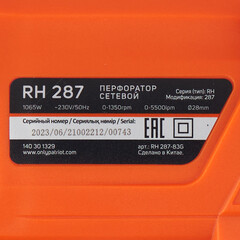 RH 287
ПЕРФОРАТОР
СЕТЕВОЙ
Серия (тип): RH
Модификация: 287
1065W ~230V/50Hz 0-1350rpm 0-5500lpm Ø28mm
Серийный номер / Сериялық нөмір / Serial number:
2023/06/21002212/00743
EAC
140 30 1329
www.onlypatriot.com
арт.: RH 287-83G
Сделано в Китае.